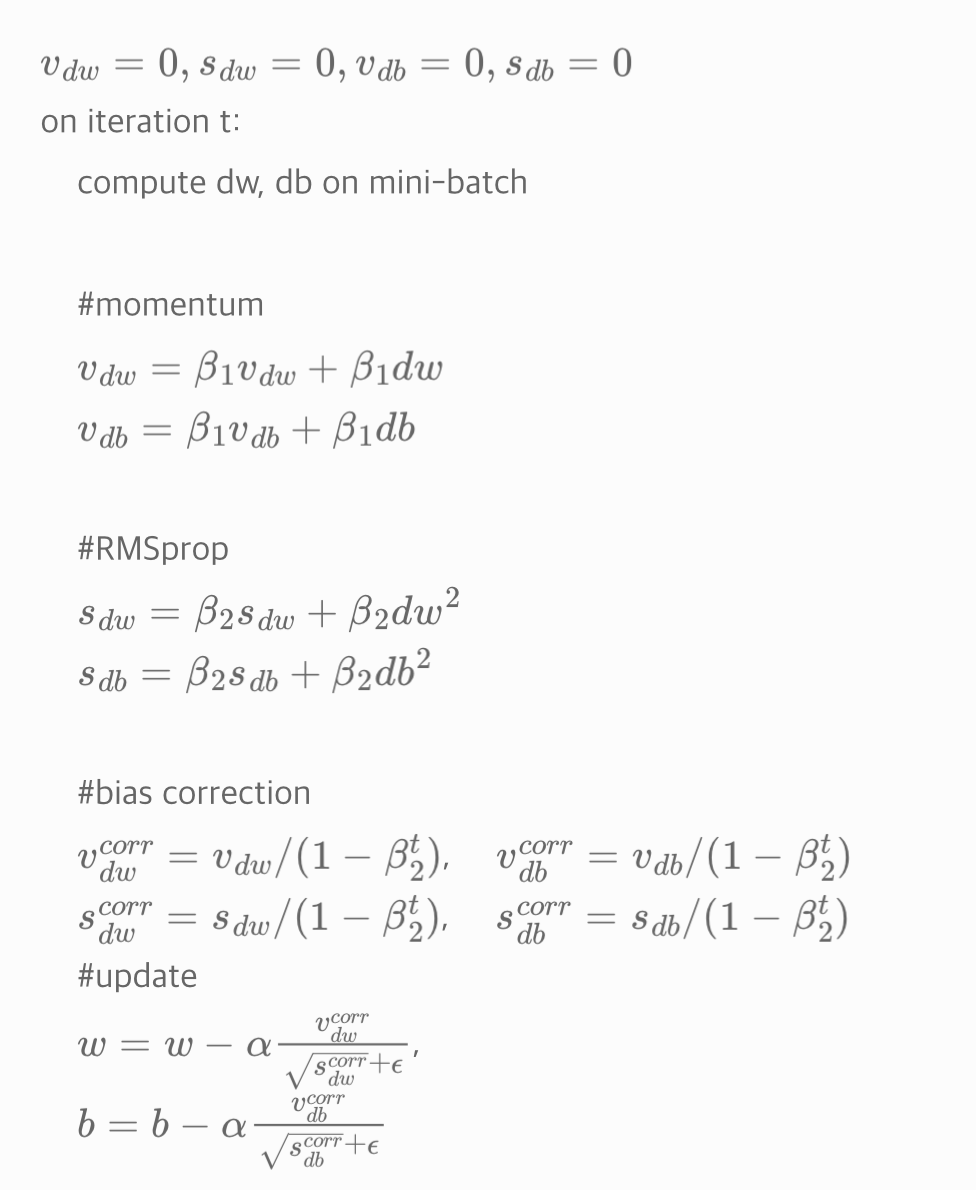 $v_{dw} = 0, s_{dw} = 0, v_{db} = 0, s_{db} = 0$
on iteration t:
compute dw, db on mini-batch
#momentum
$v_{dw} = \beta_1 v_{dw} + \beta_1 dw$
$v_{db} = \beta_1 v_{db} + \beta_1 db$
#RMSprop
$s_{dw} = \beta_2 s_{dw} + \beta_2 dw^2$
$s_{db} = \beta_2 s_{db} + \beta_2 db^2$
#bias correction
$v_{dw}^{corr} = v_{dw}/(1 - \beta_2^t)$, $v_{db}^{corr} = v_{db}/(1 - \beta_2^t)$
$s_{dw}^{corr} = s_{dw}/(1 - \beta_2^t)$, $s_{db}^{corr} = s_{db}/(1 - \beta_2^t)$
#update
$w = w - \alpha \frac{v_{dw}^{corr}}{\sqrt{s_{dw}^{corr}} + \epsilon}$,
$b = b - \alpha \frac{v_{db}^{corr}}{\sqrt{s_{db}^{corr}} + \epsilon}$